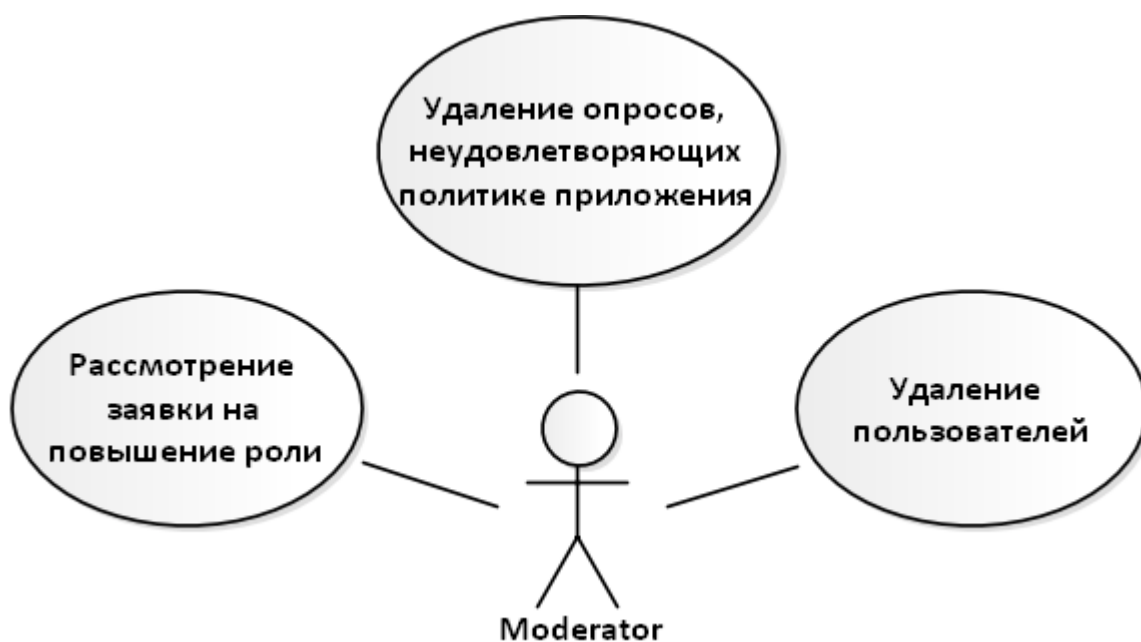 Удаление опросов,
неудовлетворяющих
политике приложения
Рассмотрение
заявки на
повышение роли
Удаление
пользователей
Moderator